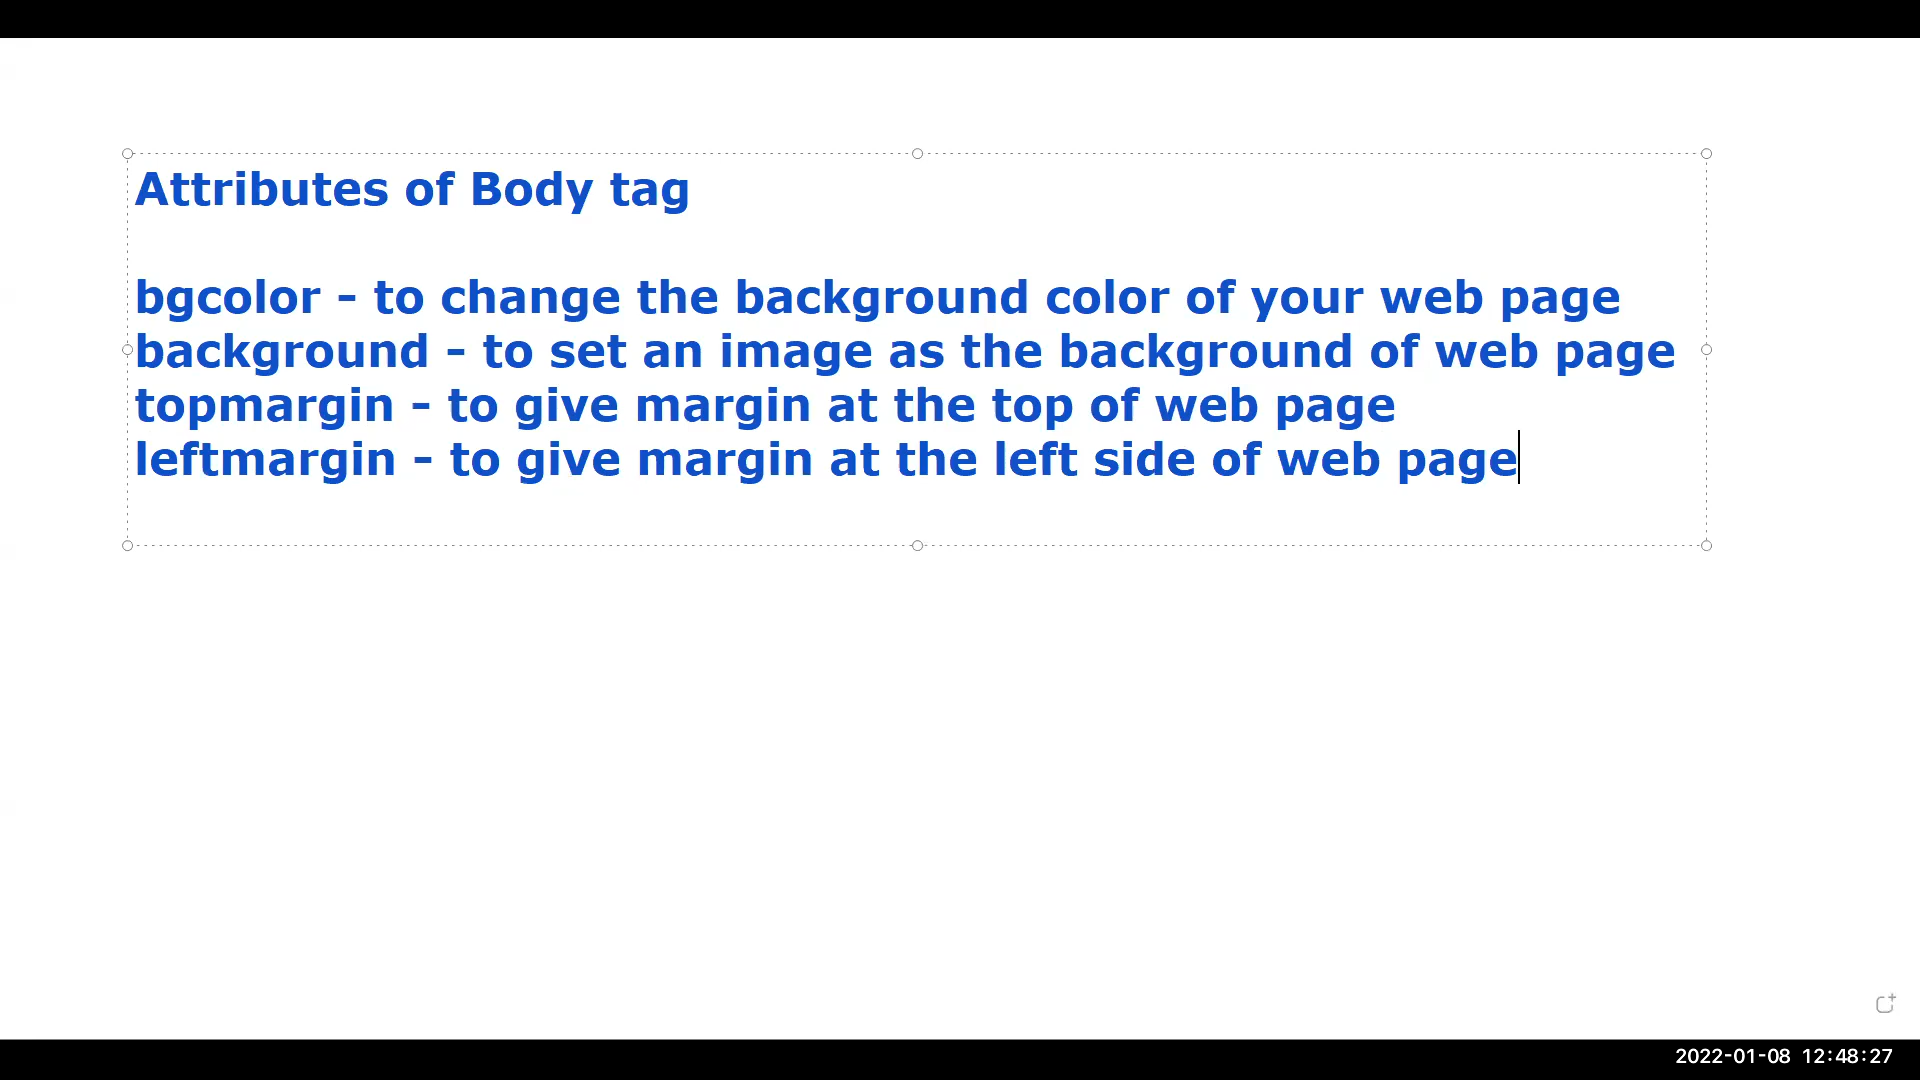 Attributes of Body tag
bgcolor - to change the background color of your web page
background - to set an image as the background of web page
topmargin - to give margin at the top of web page
leftmargin - to give margin at the left side of web page
2022-01-08 12:48:27